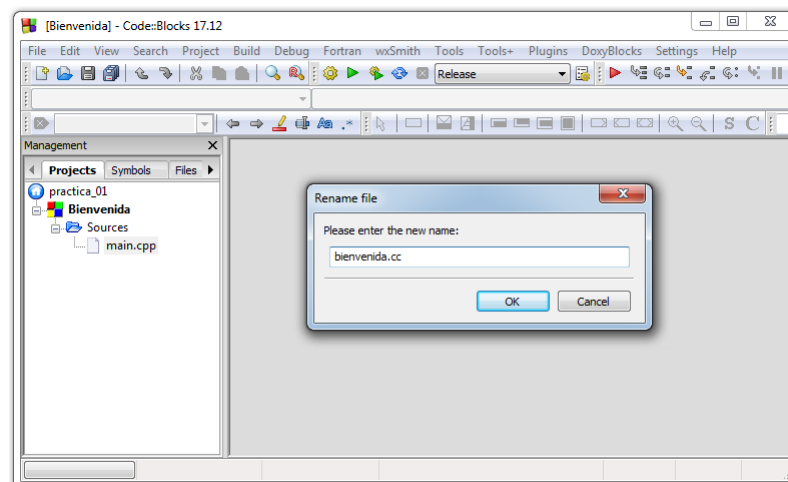 [Bienvenida] - Code::Blocks 17.12
File Edit View Search Project Build Debug Fortran wxSmith Tools Tools+ Plugins DoxyBlocks Settings Help
Release
Aa .* S C
Management
Projects Symbols Files
practica_01
Bienvenida
Sources
main.cpp
Rename file
Please enter the new name:
bienvenida.cc
OK Cancel